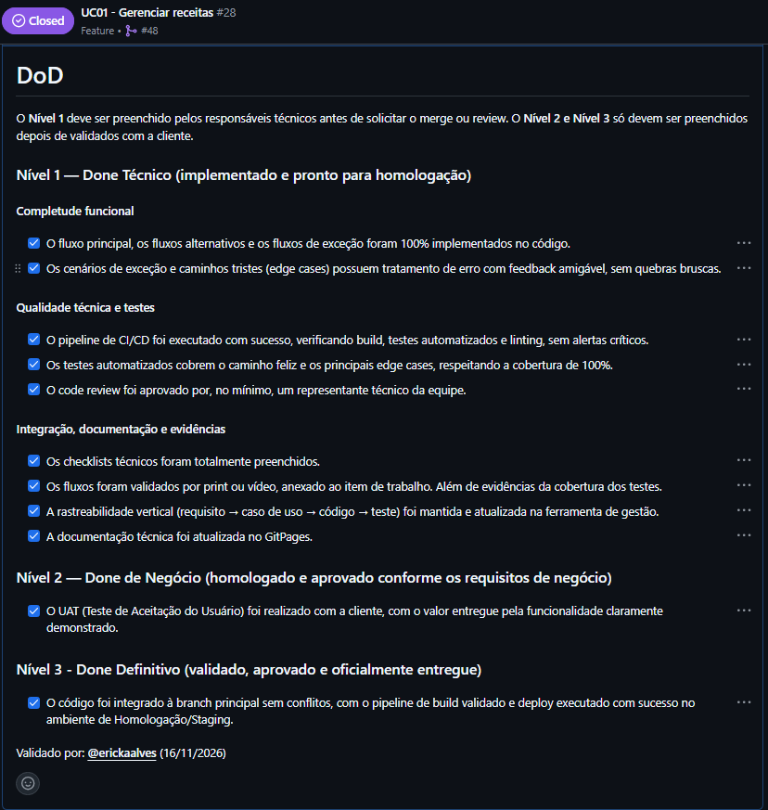 Closed
UC01 - Gerenciar receitas #28
Feature • #48
DoD
O Nível 1 deve ser preenchido pelos responsáveis técnicos antes de solicitar o merge ou review. O Nível 2 e Nível 3 só devem ser preenchidos
depois de validados com a cliente.
Nível 1 — Done Técnico (implementado e pronto para homologação)
Completude funcional
O fluxo principal, os fluxos alternativos e os fluxos de exceção foram 100% implementados no código.
Os cenários de exceção e caminhos tristes (edge cases) possuem tratamento de erro com feedback amigável, sem quebras bruscas.
Qualidade técnica e testes
O pipeline de CI/CD foi executado com sucesso, verificando build, testes automatizados e linting, sem alertas críticos.
Os testes automatizados cobrem o caminho feliz e os principais edge cases, respeitando a cobertura de 100%.
O code review foi aprovado por, no mínimo, um representante técnico da equipe.
Integração, documentação e evidências
Os checklists técnicos foram totalmente preenchidos.
Os fluxos foram validados por print ou vídeo, anexado ao item de trabalho. Além de evidências da cobertura dos testes.
A rastreabilidade vertical (requisito → caso de uso → código → teste) foi mantida e atualizada na ferramenta de gestão.
A documentação técnica foi atualizada no GitPages.
Nível 2 — Done de Negócio (homologado e aprovado conforme os requisitos de negócio)
O UAT (Teste de Aceitação do Usuário) foi realizado com a cliente, com o valor entregue pela funcionalidade claramente
demonstrado.
Nível 3 - Done Definitivo (validado, aprovado e oficialmente entregue)
O código foi integrado à branch principal sem conflitos, com o pipeline de build validado e deploy executado com sucesso no
ambiente de Homologação/Staging.
Validado por: @erickaalves (16/11/2026)